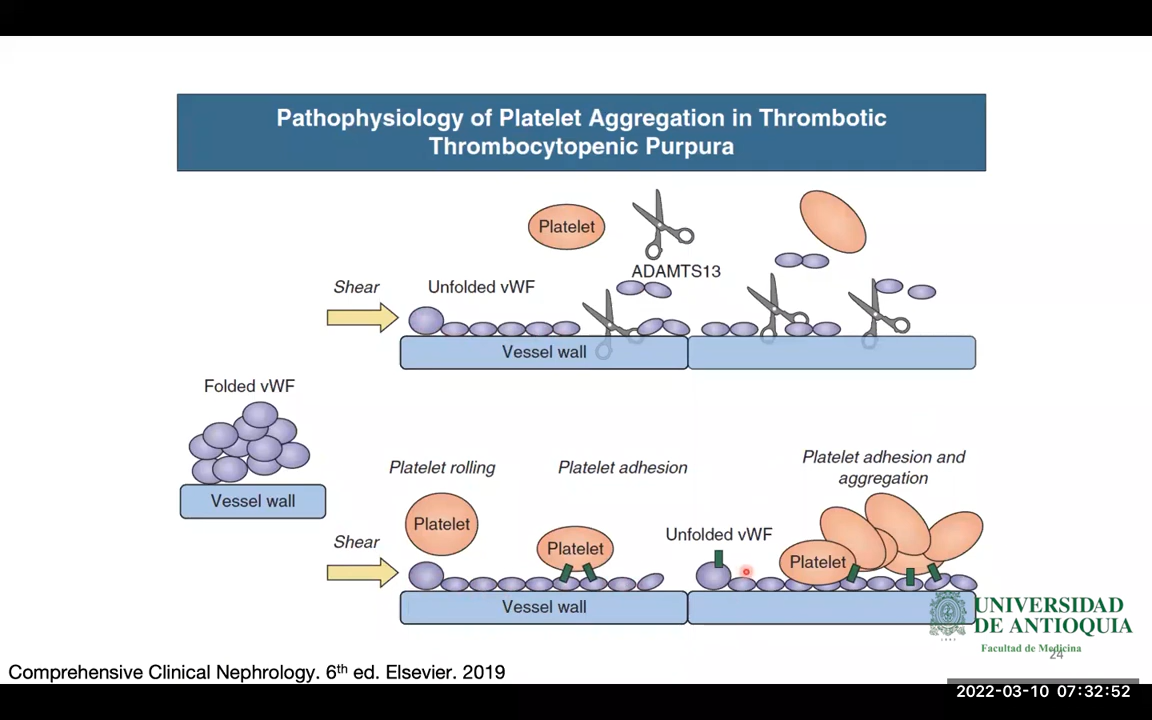 Pathophysiology of Platelet Aggregation in Thrombotic
Thrombocytopenic Purpura
Platelet
ADAMTS13
Shear
Unfolded vWF
Vessel wall
Folded vWF
Vessel wall
Platelet rolling
Platelet adhesion
Platelet adhesion and
aggregation
Platelet
Platelet
Unfolded vWF
Platelet
Shear
Vessel wall
UNIVERSIDAD
DE ANTIOQUIA
Facultad de Medicina
24
Comprehensive Clinical Nephrology. 6th ed. Elsevier. 2019
2022-03-10 07:32:52